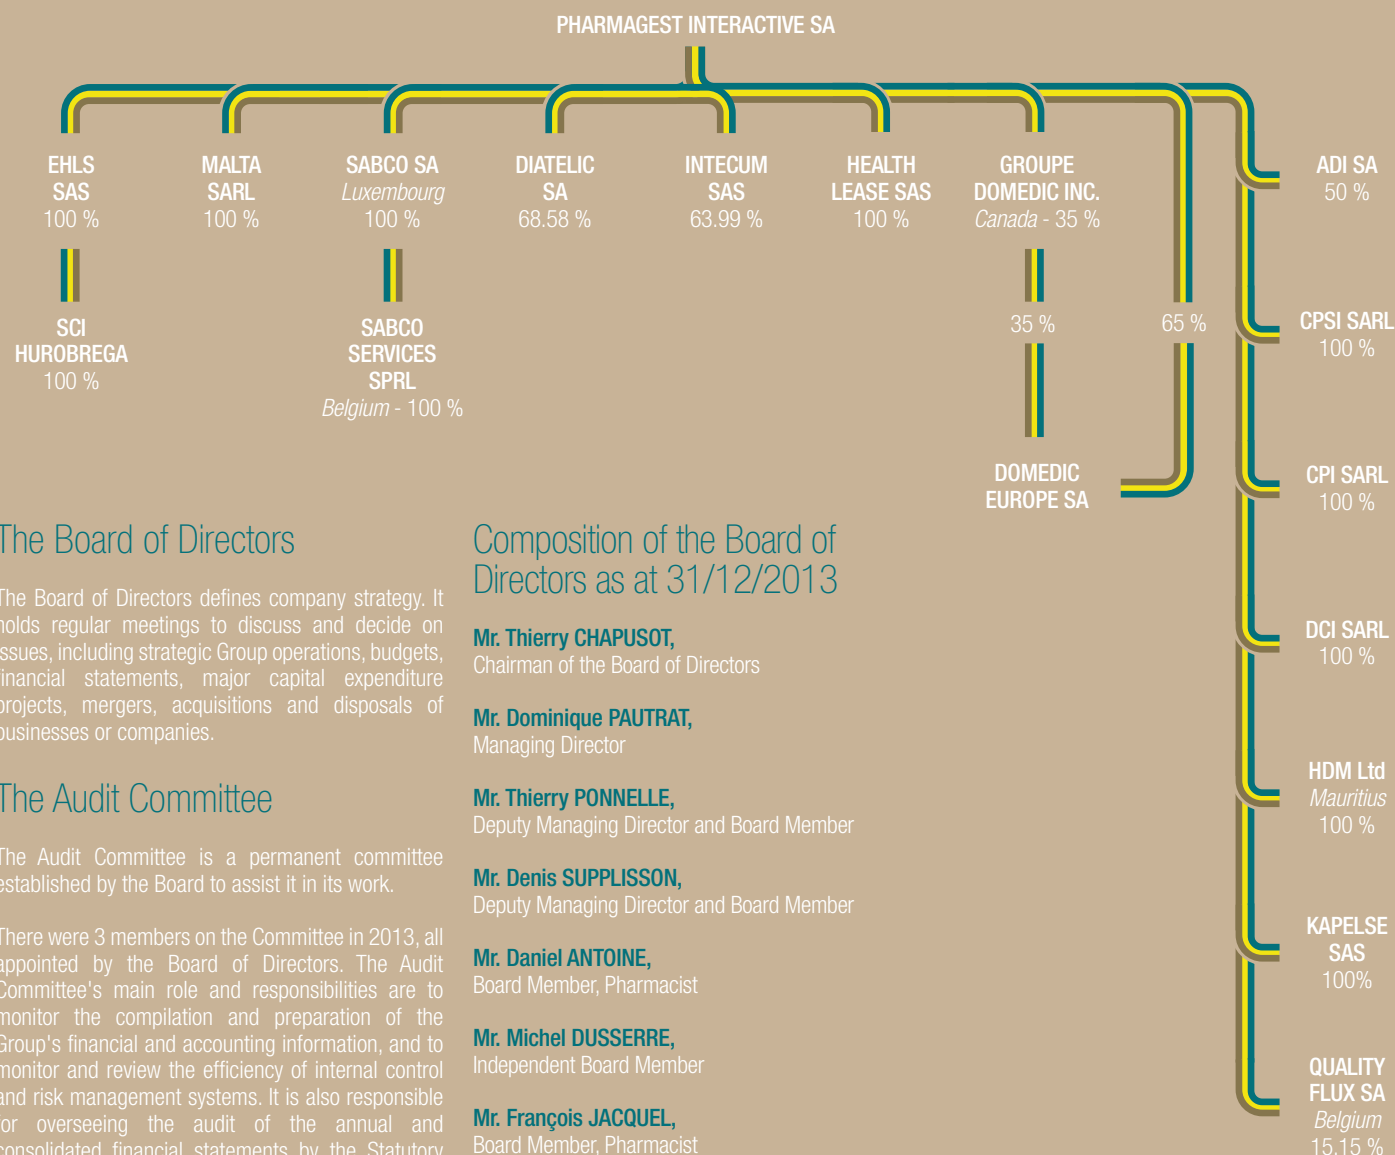 PHARMAGEST INTERACTIVE SA
EHLS
SAS
100 %
MALTA
SARL
100 %
SABCO SA
Luxembourg
100 %
DIATELIC
SA
68.58 %
INTECUM
SAS
63.99 %
HEALTH
LEASE SAS
100 %
GROUPE
DOMEDIC INC.
Canada - 35 %
ADI SA
50 %
SCI
HUROBREGA
100 %
SABCO
SERVICES
SPRL
Belgium - 100 %
35 %
65 %
DOMEDIC
EUROPE SA
CPSI SARL
100 %
CPI SARL
100 %
DCI SARL
100 %
HDM Ltd
Mauritius
100 %
KAPELSE
SAS
100%
QUALITY
FLUX SA
Belgium
15.15 %
The Board of Directors
The Board of Directors defines company strategy. It
holds regular meetings to discuss and decide on
issues, including strategic Group operations, budgets,
financial statements, major capital expenditure
projects, mergers, acquisitions and disposals of
businesses or companies.
The Audit Committee
The Audit Committee is a permanent committee
established by the Board to assist it in its work.
There were 3 members on the Committee in 2013, all
appointed by the Board of Directors. The Audit
Committee's main role and responsibilities are to
monitor the compilation and preparation of the
Group's financial and accounting information, and to
monitor and review the efficiency of internal control
and risk management systems. It is also responsible
for overseeing the audit of the annual and
consolidated financial statements by the Statutory
Composition of the Board of
Directors as at 31/12/2013
Mr. Thierry CHAPUSOT,
Chairman of the Board of Directors
Mr. Dominique PAUTRAT,
Managing Director
Mr. Thierry PONNELLE,
Deputy Managing Director and Board Member
Mr. Denis SUPPLISSON,
Deputy Managing Director and Board Member
Mr. Daniel ANTOINE,
Board Member, Pharmacist
Mr. Michel DUSSERRE,
Independent Board Member
Mr. François JACQUEL,
Board Member, Pharmacist